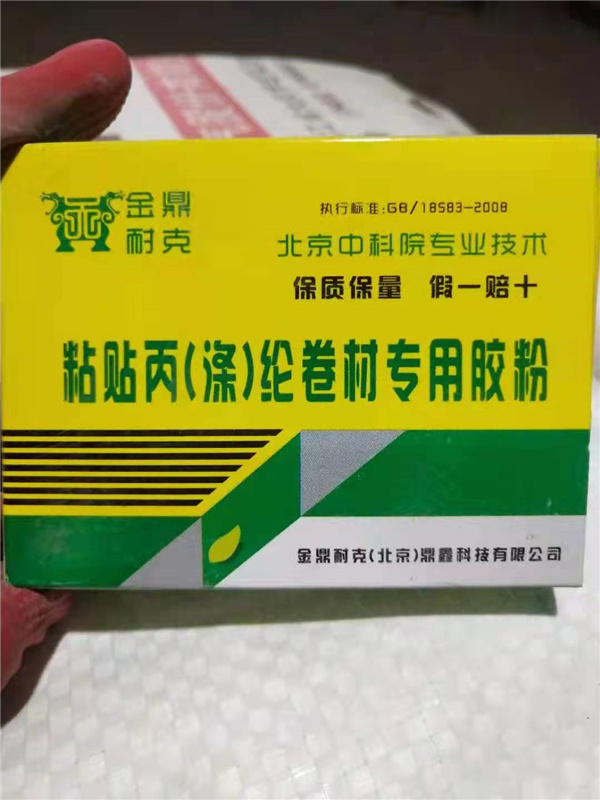 金鼎
耐克
执行标准:GB/18583-2008
北京中科院专业技术
保质保量 假一赔十
粘贴丙(涤)纶卷材专用胶粉
金鼎耐克(北京)鼎鑫科技有限公司